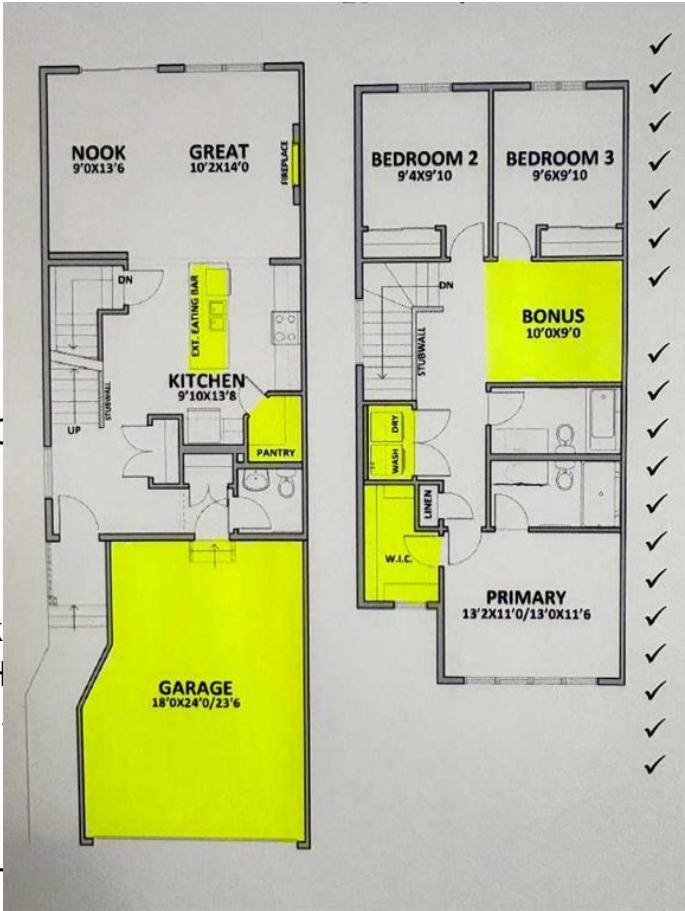 NOOK
9'0X13'6
GREAT
10'2X14'0
FIREPLACE
DN
EXT. EATING BAR
KITCHEN
9'10X13'8
STUBWALL
UP
PANTRY
GARAGE
18'0X24'0/23'6
BEDROOM 2
9'4X9'10
BEDROOM 3
9'6X9'10
DN
BONUS
10'0X9'0
STUBWALL
DRY
WASH
LINEN
W.I.C.
PRIMARY
13'2X11'0/13'0X11'6